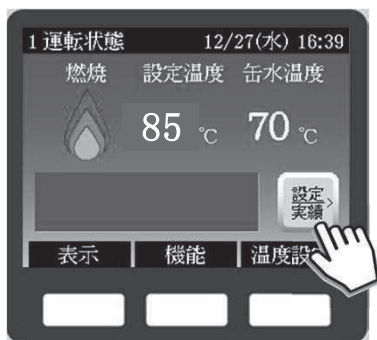 1 運転状態 12/27(水) 16:39
燃焼 設定温度 缶水温度
85 ℃ 70 ℃
設定
実績
表示 機能 温度設